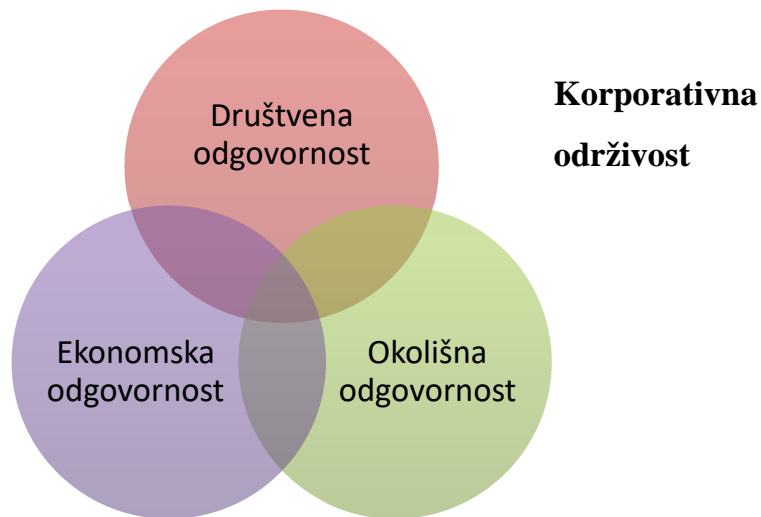 Društvena
odgovornost
Korporativna
održivost
Ekonomska
odgovornost
Okolišna
odgovornost